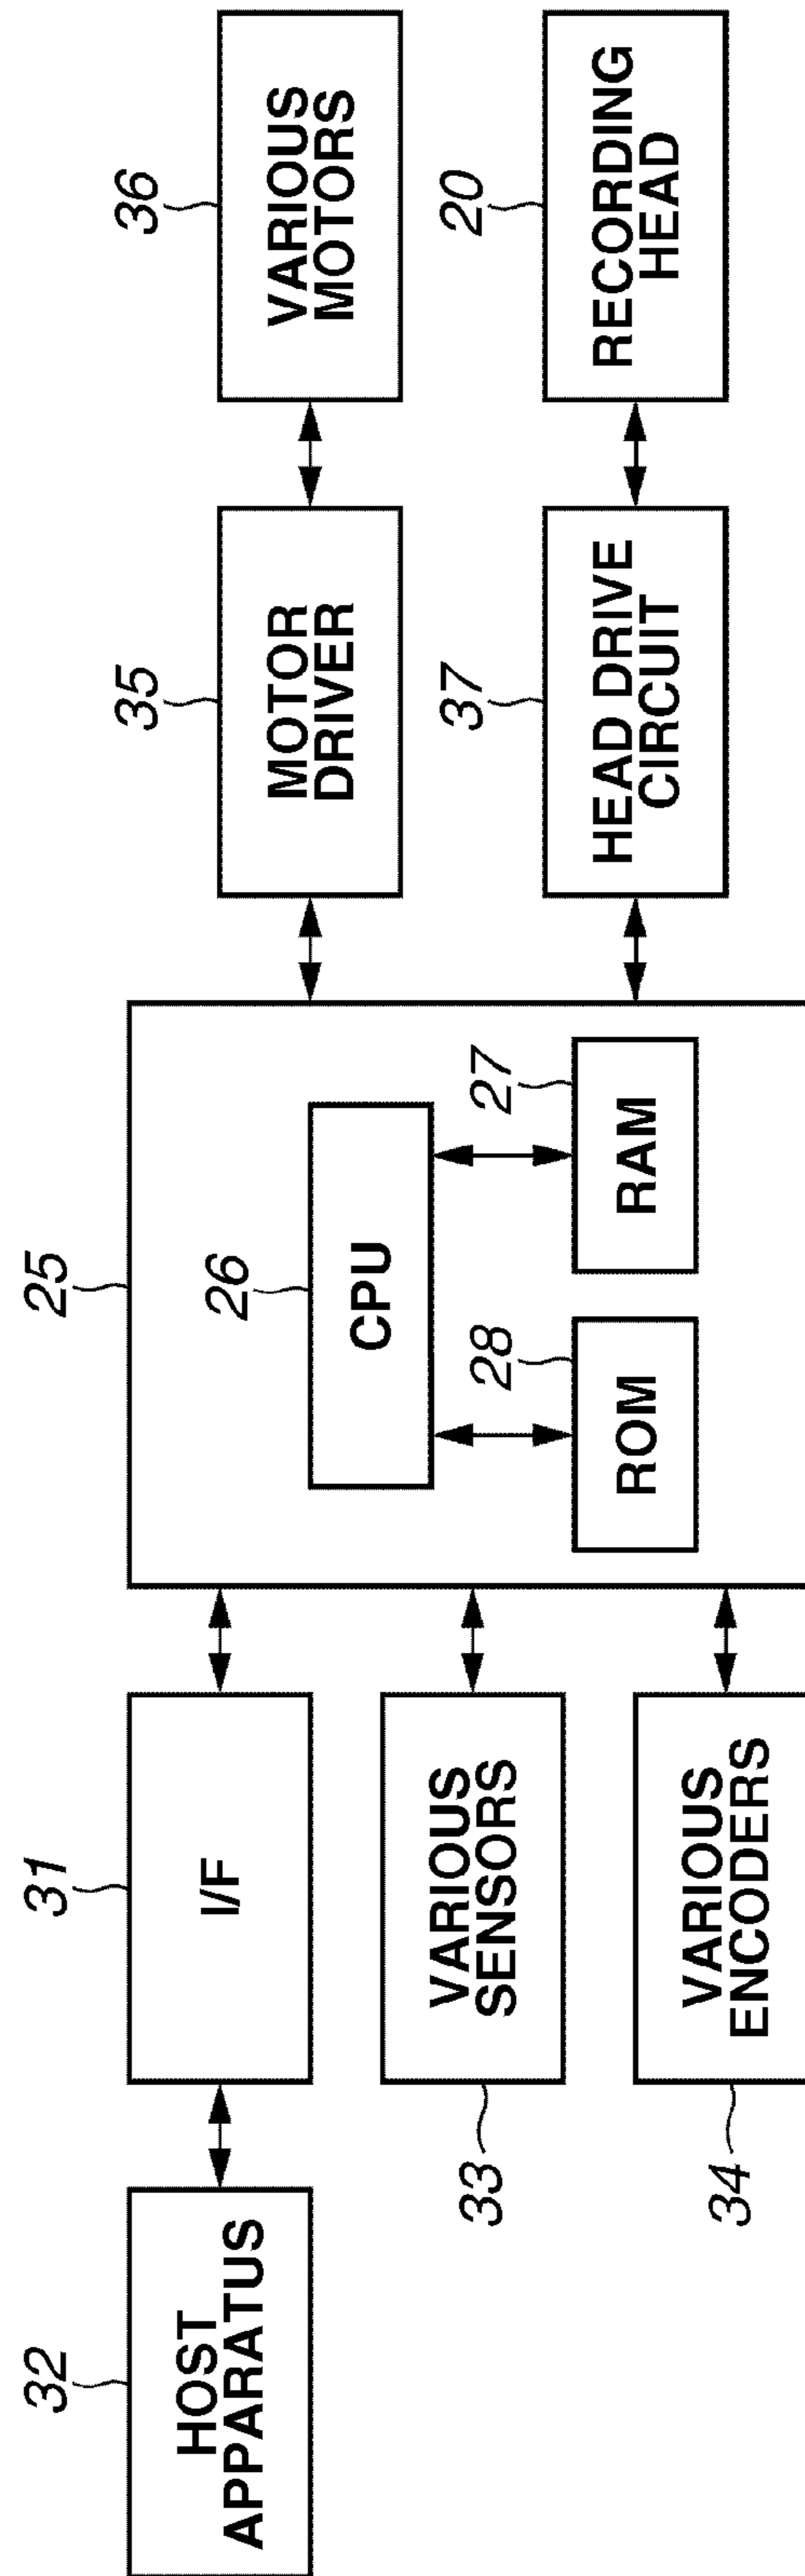 32
HOST
APPARATUS
31
I/F
33
VARIOUS
SENSORS
34
VARIOUS
ENCODERS
25
26
CPU
28
ROM
27
RAM
35
MOTOR
DRIVER
37
HEAD DRIVE
CIRCUIT
36
VARIOUS
MOTORS
20
RECORDING
HEAD